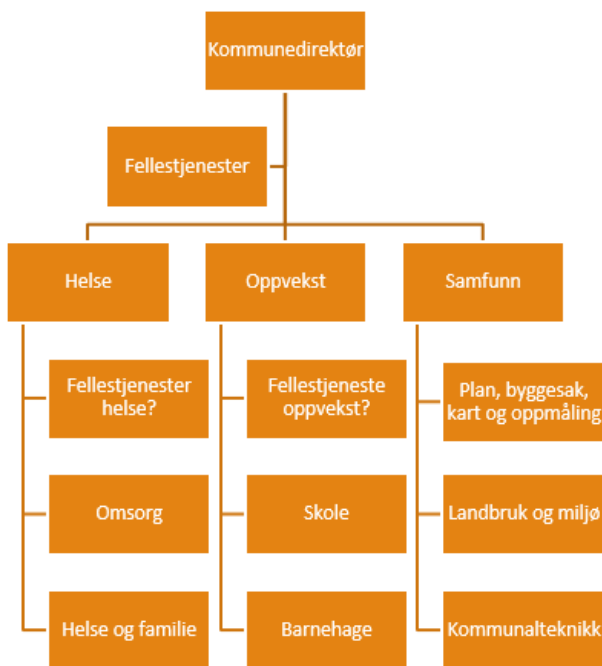 Kommunedirektør
Fellestjenester
Helse
Oppvekst
Samfunn
Fellestjenester
helse?
Fellestjeneste
oppvekst?
Plan, byggesak,
kart og oppmåling
Omsorg
Skole
Landbruk og miljø
Helse og familie
Barnehage
Kommunalteknikk